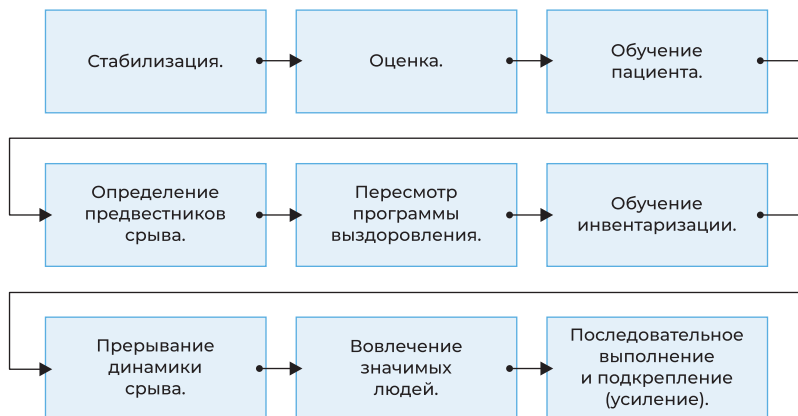 Стабилизация.
Оценка.
Обучение
пациента.
Определение
предвестников
срыва.
Пересмотр
программы
выздоровления.
Обучение
инвентаризации.
Прерывание
динамики
срыва.
Вовлечение
значимых
людей.
Последовательное
выполнение
и подкрепление
(усиление).